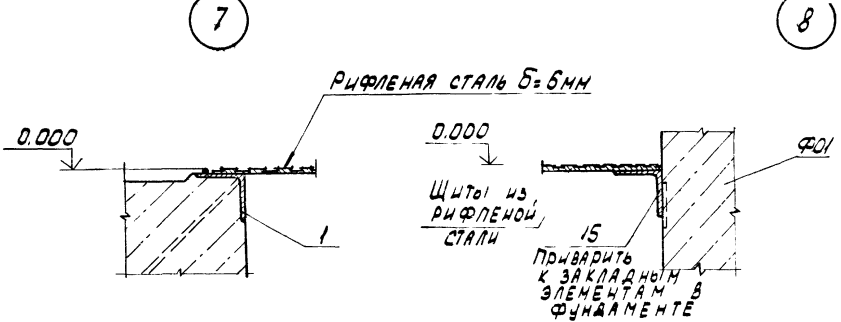 7
8
Рифленая сталь б=6мм
0.000
0.000
Ф01
Щиты из
рифленой
стали
1
15
Приварить
к закладным
элементам в
фундаменте